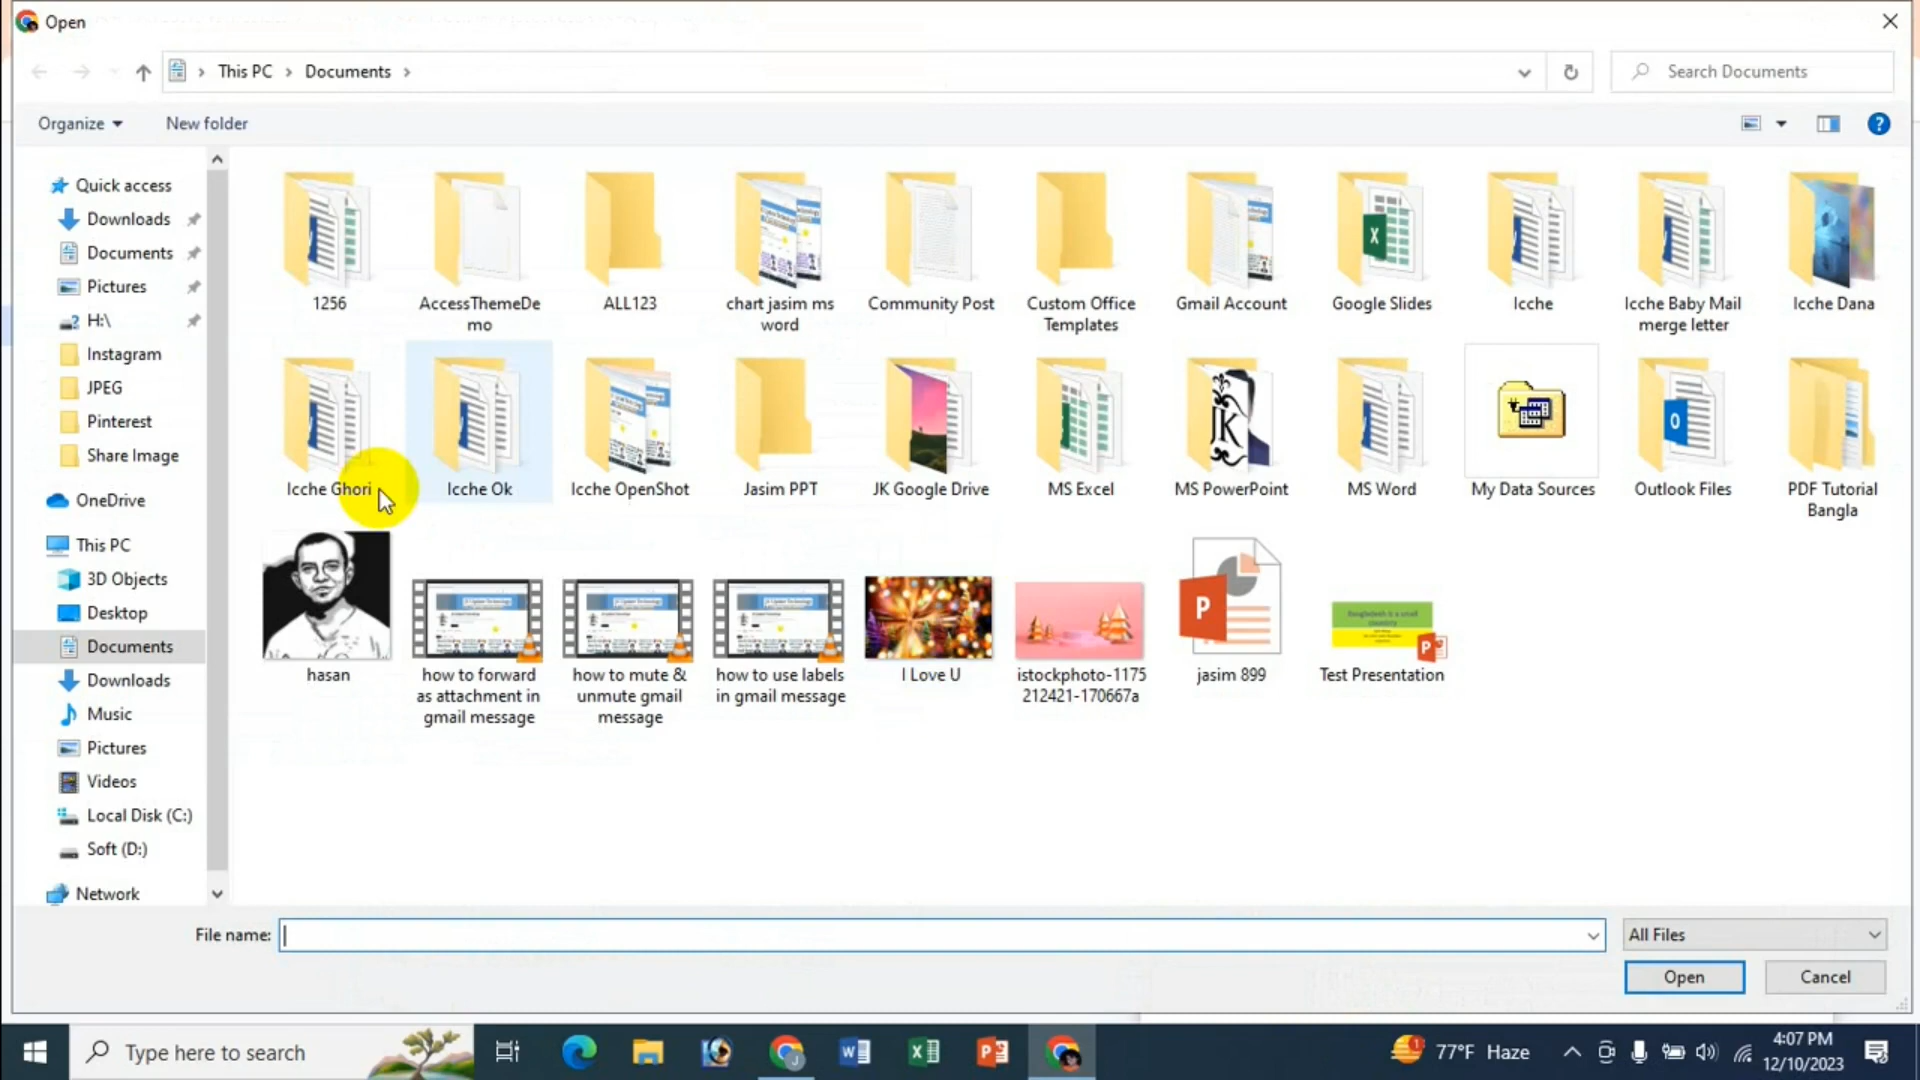 Open
This PC > Documents >
Search Documents
Organize
New folder
Quick access
Downloads
Documents
Pictures
H:\
Instagram
JPEG
Pinterest
Share Image
OneDrive
This PC
3D Objects
Desktop
Documents
Downloads
Music
Pictures
Videos
Local Disk (C:)
Soft (D:)
Network
1256
AccessThemeDe
mo
ALL123
chart jasim ms
word
Community Post
Custom Office
Templates
Gmail Account
Google Slides
Icche
Icche Baby Mail
merge letter
Icche Dana
Icche Ghori
Icche Ok
Icche OpenShot
Jasim PPT
JK Google Drive
MS Excel
MS PowerPoint
MS Word
My Data Sources
Outlook Files
PDF Tutorial
Bangla
hasan
how to forward
as attachment in
gmail message
how to mute &
unmute gmail
message
how to use labels
in gmail message
I Love U
istockphoto-1175
212421-170667a
jasim 899
Test Presentation
File name:
All Files
Open
Cancel
Type here to search
77°F Haze
4:07 PM
12/10/2023